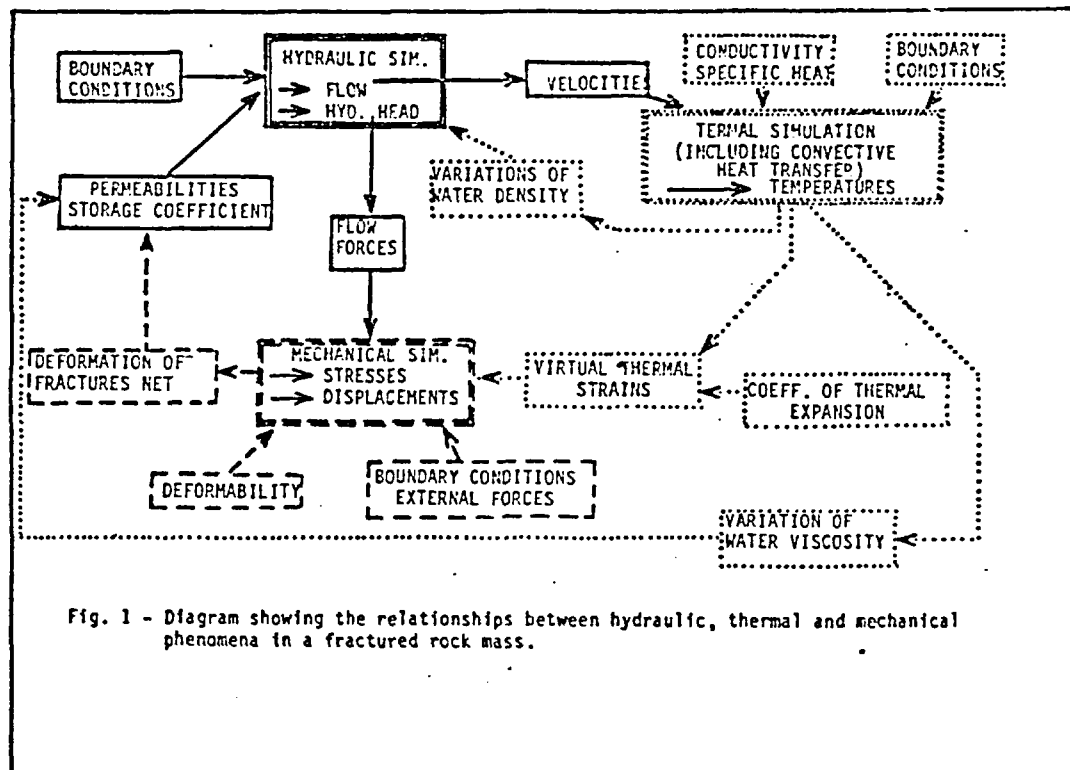 BOUNDARY
CONDITIONS
HYDRAULIC SIM.
FLOW
HYD. HEAD
VELOCITIE
CONDUCTIVITY
SPECIFIC HEAT
BOUNDARY
CONDITIONS
TERMAL SIMULATION
(INCLUDING CONVECTIVE
HEAT TRANSFER)
TEMPERATURES
VARIATIONS OF
WATER DENSITY
PERMEABILITIES
STORAGE COEFFICIENT
FLOW
FORCES
DEFORMATION OF
FRACTURES NET
MECHANICAL SIM.
STRESSES
DISPLACEMENTS
VIRTUAL THERMAL
STRAINS
COEFF. OF THERMAL
EXPANSION
DEFORMABILITY
BOUNDARY CONDITIONS
EXTERNAL FORCES
VARIATION OF
WATER VISCOSITY
Fig. 1 - Diagram showing the relationships between hydraulic, thermal and mechanical
phenomena in a fractured rock mass.